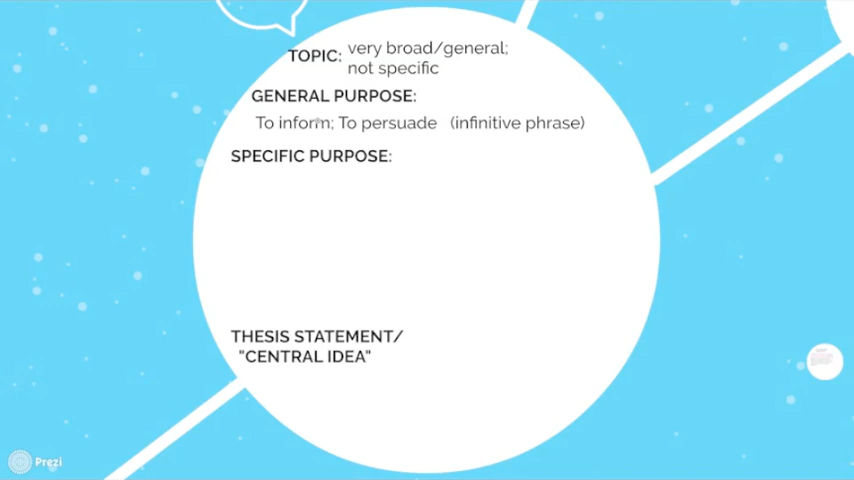 TOPIC: very broad/general;
not specific
GENERAL PURPOSE:
To inform; To persuade (infinitive phrase)
SPECIFIC PURPOSE:
THESIS STATEMENT/
"CENTRAL IDEA"
Prezi